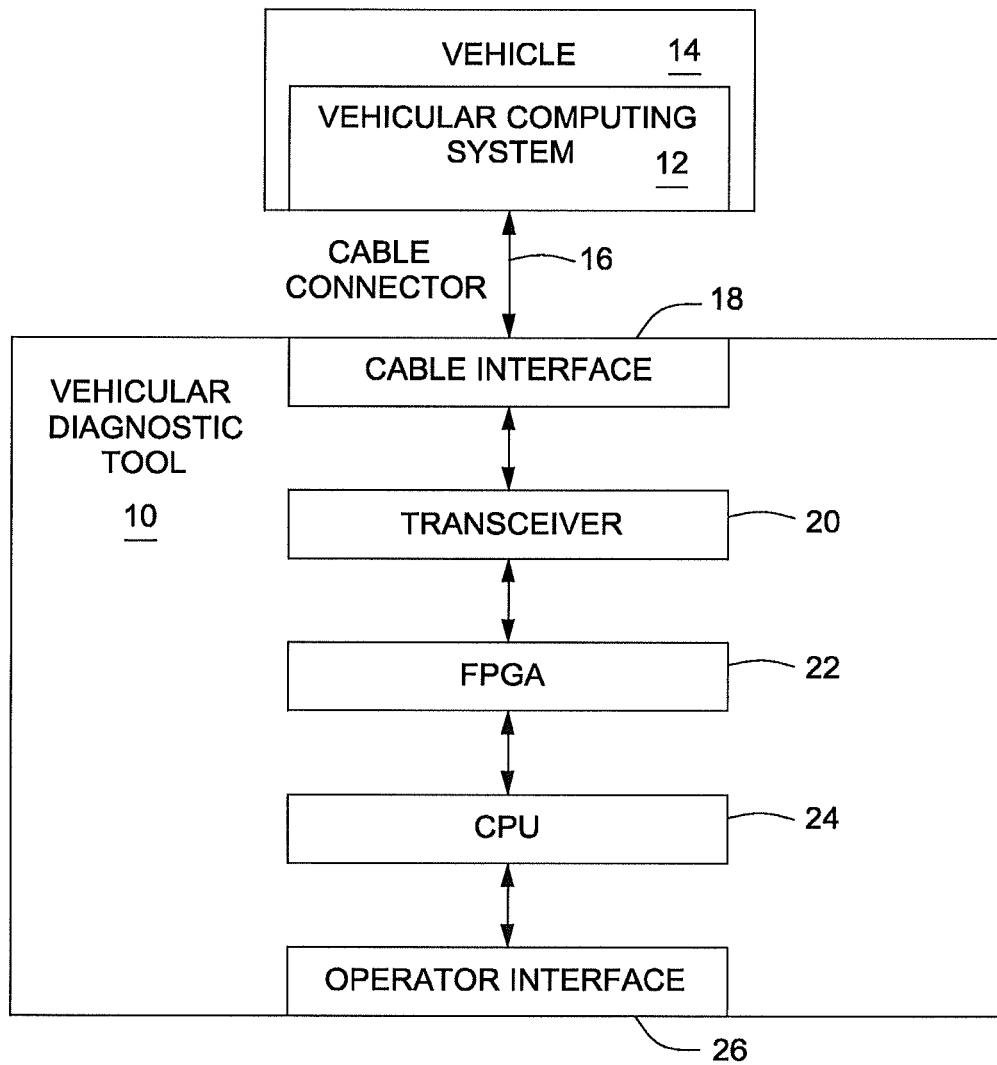 VEHICLE 14
VEHICULAR COMPUTING
SYSTEM
12
CABLE
CONNECTOR
16
18
CABLE INTERFACE
VEHICULAR
DIAGNOSTIC
TOOL
10
TRANSCEIVER
20
FPGA
22
CPU
24
OPERATOR INTERFACE
26